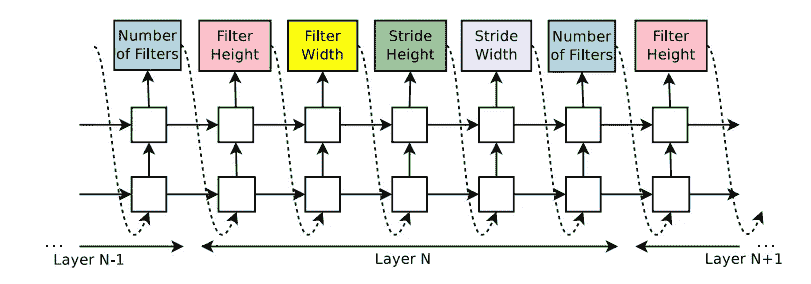 Number
of Filters
Filter
Height
Filter
Width
Stride
Height
Stride
Width
Number
of Filters
Filter
Height
...
Layer N-1
Layer N
Layer N+1
...